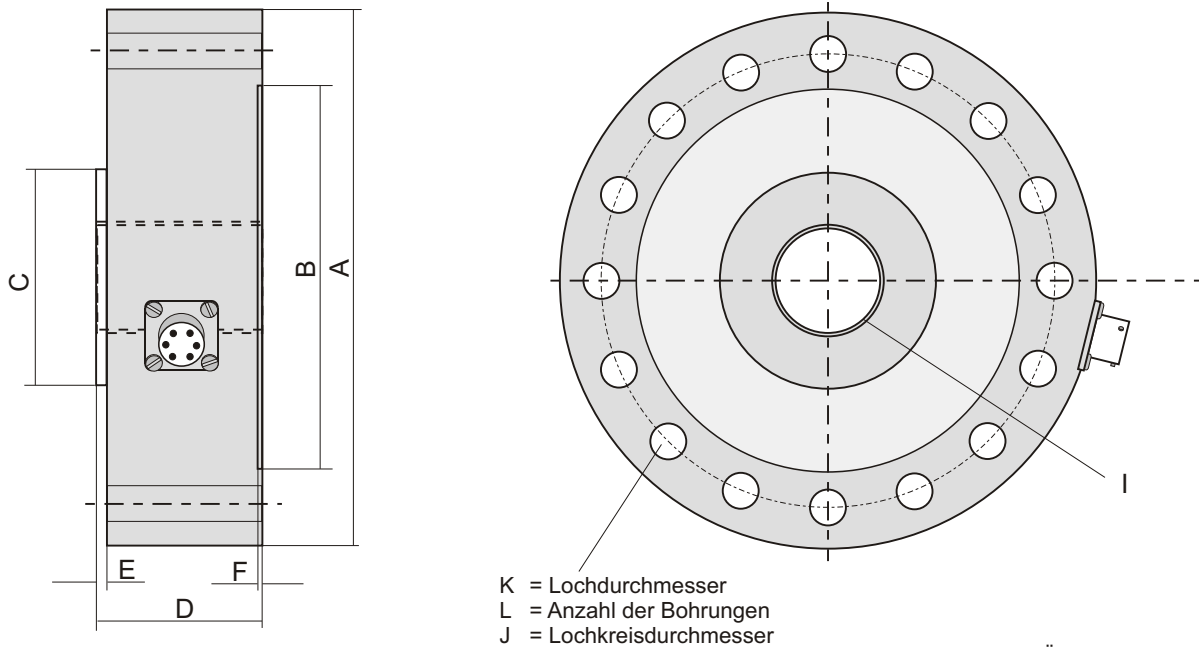 C
B
A
E
F
D
I
K = Lochdurchmesser
L = Anzahl der Bohrungen
J = Lochkreisdurchmesser